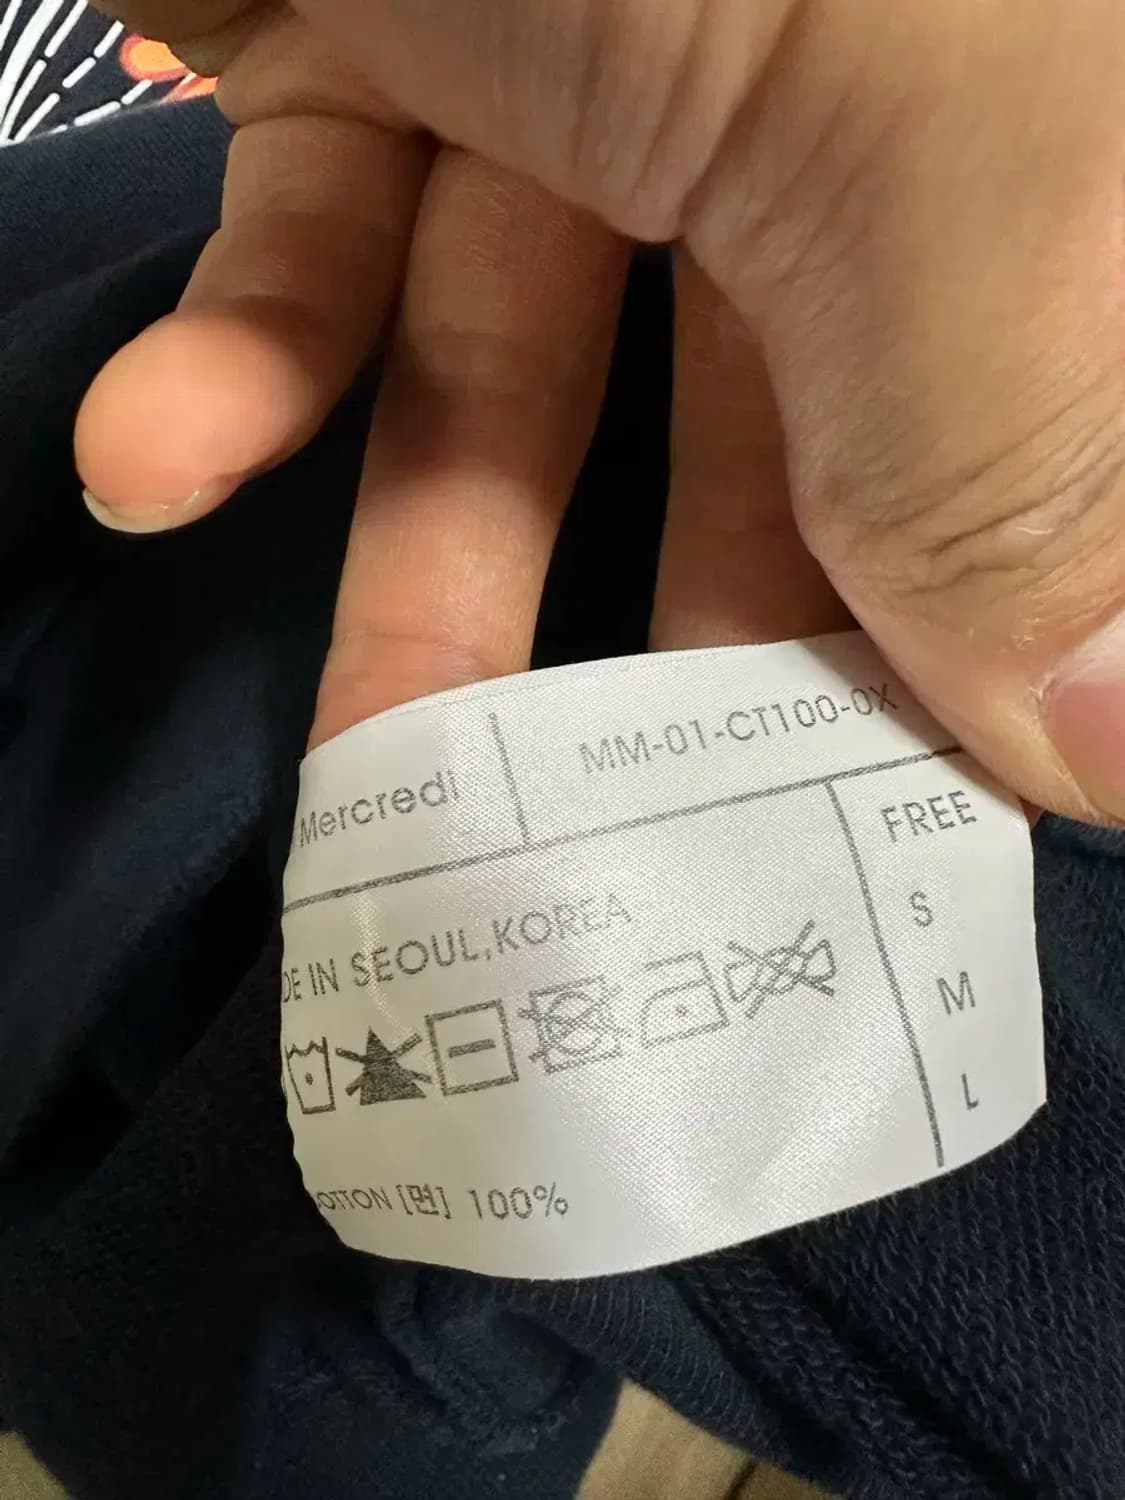 Mercredi
MM-01-CT100-0X
DE IN SEOUL,KOREA
OTTON [면] 100%
FREE
S
M
L